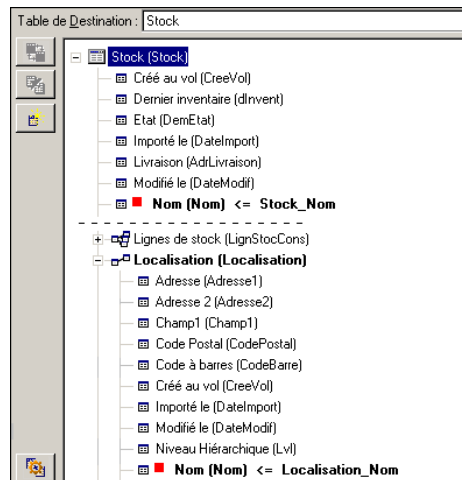 Table de Destination : Stock
Stock (Stock)
Créé au vol (CreeVol)
Dernier inventaire (dInvent)
Etat (DemEtat)
Importé le (DateImport)
Livraison (AdrLivraison)
Modifié le (DateModif)
Nom (Nom) <= Stock_Nom
Lignes de stock (LignStocCons)
Localisation (Localisation)
Adresse (Adresse1)
Adresse 2 (Adresse2)
Champ1 (Champ1)
Code Postal (CodePostal)
Code à barres (CodeBarre)
Créé au vol (CreeVol)
Importé le (DateImport)
Modifié le (DateModif)
Niveau Hiérarchique (Lvl)
Nom (Nom) <= Localisation_Nom